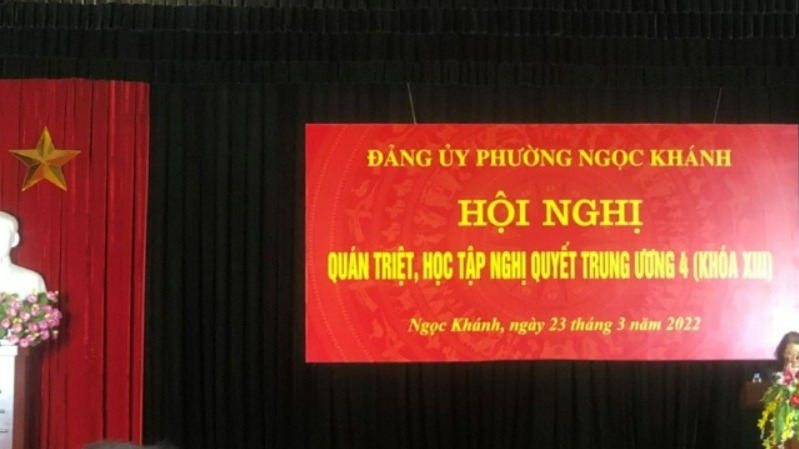 ĐẢNG ỦY PHƯỜNG NGỌC KHÁNH
HỘI NGHỊ
QUÁN TRIỆT, HỌC TẬP NGHỊ QUYẾT TRUNG ƯƠNG 4 (KHÓA XIII)
Ngọc Khánh, ngày 23 tháng 3 năm 2022